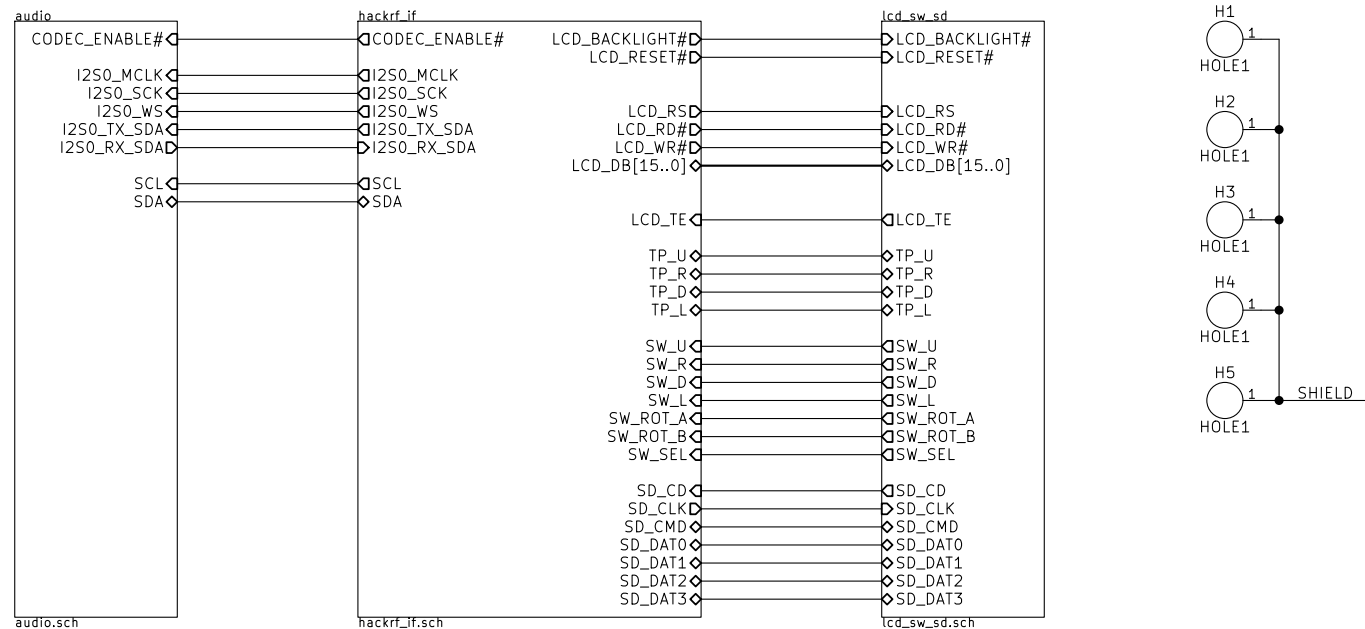 audio
CODEC_ENABLE#
I2S0_MCLK
I2S0_SCK
I2S0_WS
I2S0_TX_SDA
I2S0_RX_SDA
SCL
SDA
audio.sch
hackrf_if
CODEC_ENABLE#
I2S0_MCLK
I2S0_SCK
I2S0_WS
I2S0_TX_SDA
I2S0_RX_SDA
SCL
SDA
LCD_BACKLIGHT#
LCD_RESET#
LCD_RS
LCD_RD#
LCD_WR#
LCD_DB[15..0]
LCD_TE
TP_U
TP_R
TP_D
TP_L
SW_U
SW_R
SW_D
SW_L
SW_ROT_A
SW_ROT_B
SW_SEL
SD_CD
SD_CLK
SD_CMD
SD_DAT0
SD_DAT1
SD_DAT2
SD_DAT3
hackrf_if.sch
lcd_sw_sd
LCD_BACKLIGHT#
LCD_RESET#
LCD_RS
LCD_RD#
LCD_WR#
LCD_DB[15..0]
LCD_TE
TP_U
TP_R
TP_D
TP_L
SW_U
SW_R
SW_D
SW_L
SW_ROT_A
SW_ROT_B
SW_SEL
SD_CD
SD_CLK
SD_CMD
SD_DAT0
SD_DAT1
SD_DAT2
SD_DAT3
lcd_sw_sd.sch
H1
1
HOLE1
H2
1
HOLE1
H3
1
HOLE1
H4
1
HOLE1
H5
1
HOLE1
SHIELD